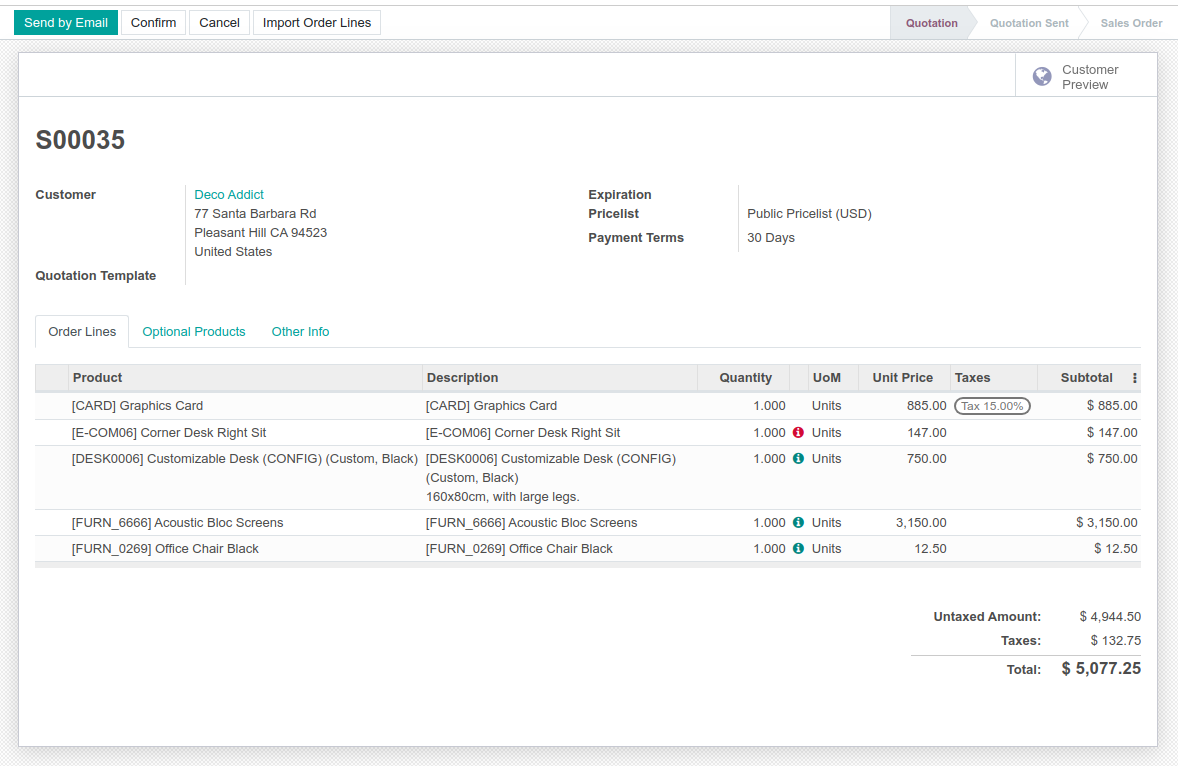 Send by Email Confirm Cancel Import Order Lines Quotation Quotation Sent Sales Order
Customer
Preview
S00035
Customer Deco Addict
77 Santa Barbara Rd
Pleasant Hill CA 94523
United States
Quotation Template
Expiration
Pricelist Public Pricelist (USD)
Payment Terms 30 Days
Order Lines Optional Products Other Info
Product Description Quantity UoM Unit Price Taxes Subtotal
[CARD] Graphics Card [CARD] Graphics Card 1.000 Units 885.00 Tax 15.00% $ 885.00
[E-COM06] Corner Desk Right Sit [E-COM06] Corner Desk Right Sit 1.000 Units 147.00 $ 147.00
[DESK0006] Customizable Desk (CONFIG) (Custom, Black) [DESK0006] Customizable Desk (CONFIG) 1.000 Units 750.00 $ 750.00
(Custom, Black)
160x80cm, with large legs.
[FURN_6666] Acoustic Bloc Screens [FURN_6666] Acoustic Bloc Screens 1.000 Units 3,150.00 $ 3,150.00
[FURN_0269] Office Chair Black [FURN_0269] Office Chair Black 1.000 Units 12.50 $ 12.50
Untaxed Amount: $ 4,944.50
Taxes: $ 132.75
Total: $ 5,077.25